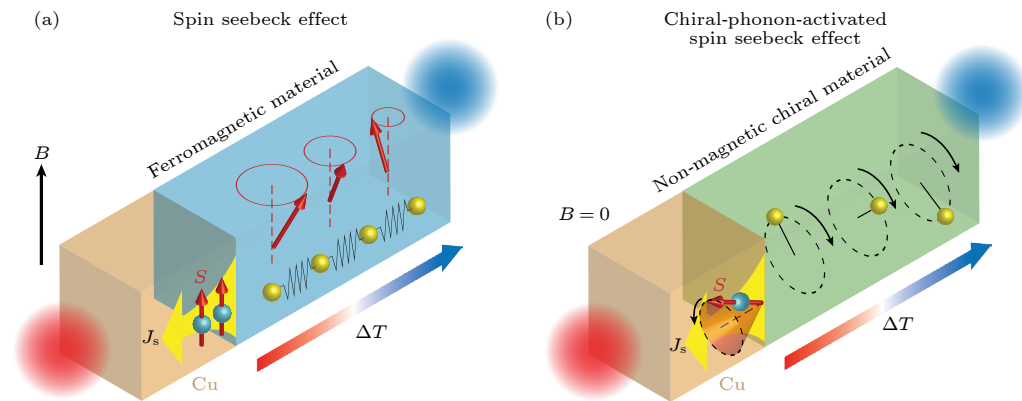 (a)
Spin seebeck effect
Ferromagnetic material
B
S
Js
Cu
ΔT
(b)
Chiral-phonon-activated
spin seebeck effect
Non-magnetic chiral material
B = 0
S
Js
Cu
ΔT